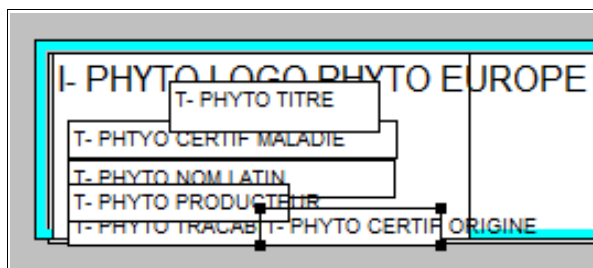 I- PHYTO LOGO PHYTO EUROPE
T- PHYTO TITRE
T- PHTYO CERTIF MALADIE
T- PHYTO NOM LATIN
T- PHYTO PRODUCTEUR
T- PHYTO TRACAB
T- PHYTO CERTIF ORIGINE